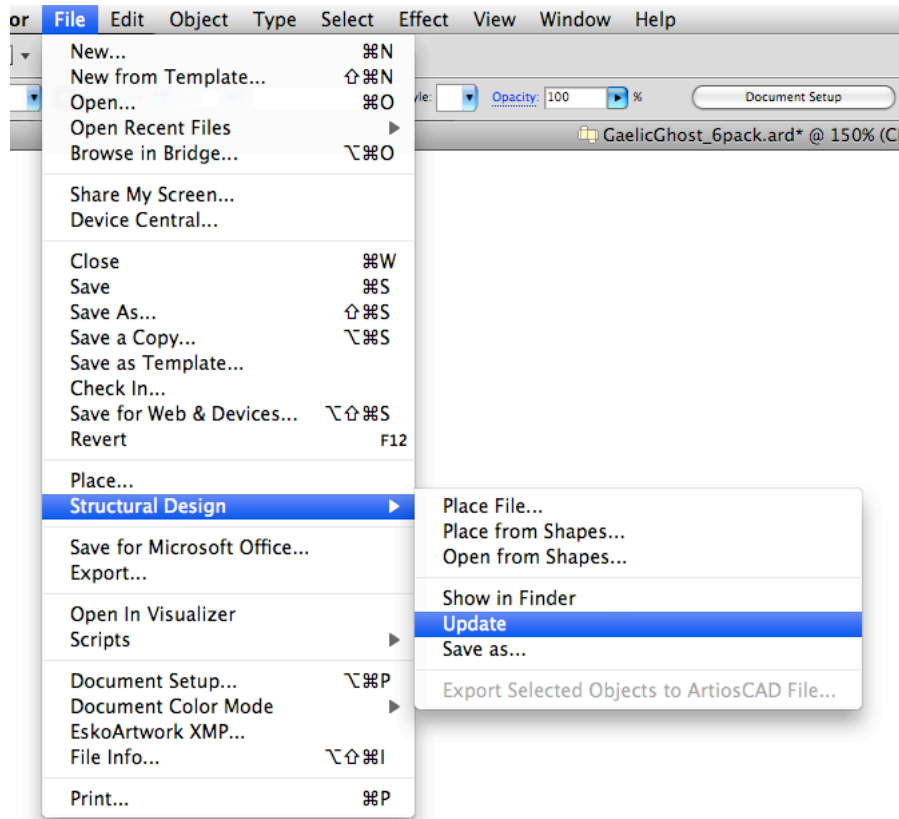 or File Edit Object Type Select Effect View Window Help
New... ⌘N
New from Template... ⇧⌘N
Open... ⌘O
Open Recent Files ▶
Browse in Bridge... ⌥⌘O
Share My Screen...
Device Central...
Close ⌘W
Save ⌘S
Save As... ⇧⌘S
Save a Copy... ⌥⌘S
Save as Template...
Check In...
Save for Web & Devices... ⌥⇧⌘S
Revert F12
Place...
Structural Design ▶
Save for Microsoft Office...
Export...
Open In Visualizer
Scripts ▶
Document Setup... ⌥⌘P
Document Color Mode ▶
EskoArtwork XMP...
File Info... ⌥⇧⌘I
Print... ⌘P
yle: Opacity: 100 % Document Setup
GaelicGhost_6pack.ard* @ 150% (C
Place File...
Place from Shapes...
Open from Shapes...
Show in Finder
Update
Save as...
Export Selected Objects to ArtiosCAD File...